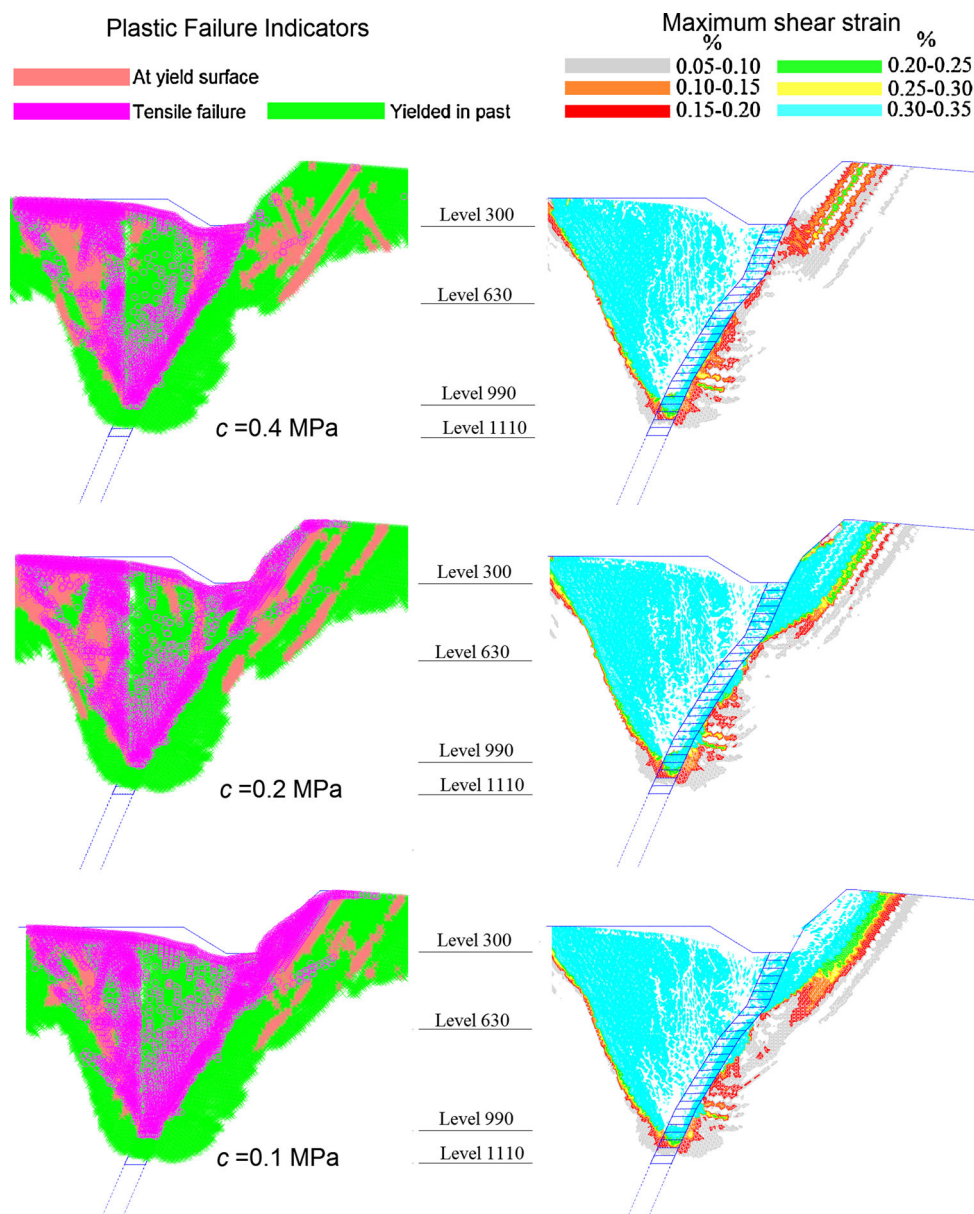 Plastic Failure Indicators
At yield surface
Tensile failure
Yielded in past
Maximum shear strain
% %
0.05-0.10 0.20-0.25
0.10-0.15 0.25-0.30
0.15-0.20 0.30-0.35
Level 300
Level 630
Level 990
Level 1110
c =0.4 MPa
Level 300
Level 630
Level 990
Level 1110
c =0.2 MPa
Level 300
Level 630
Level 990
Level 1110
c =0.1 MPa